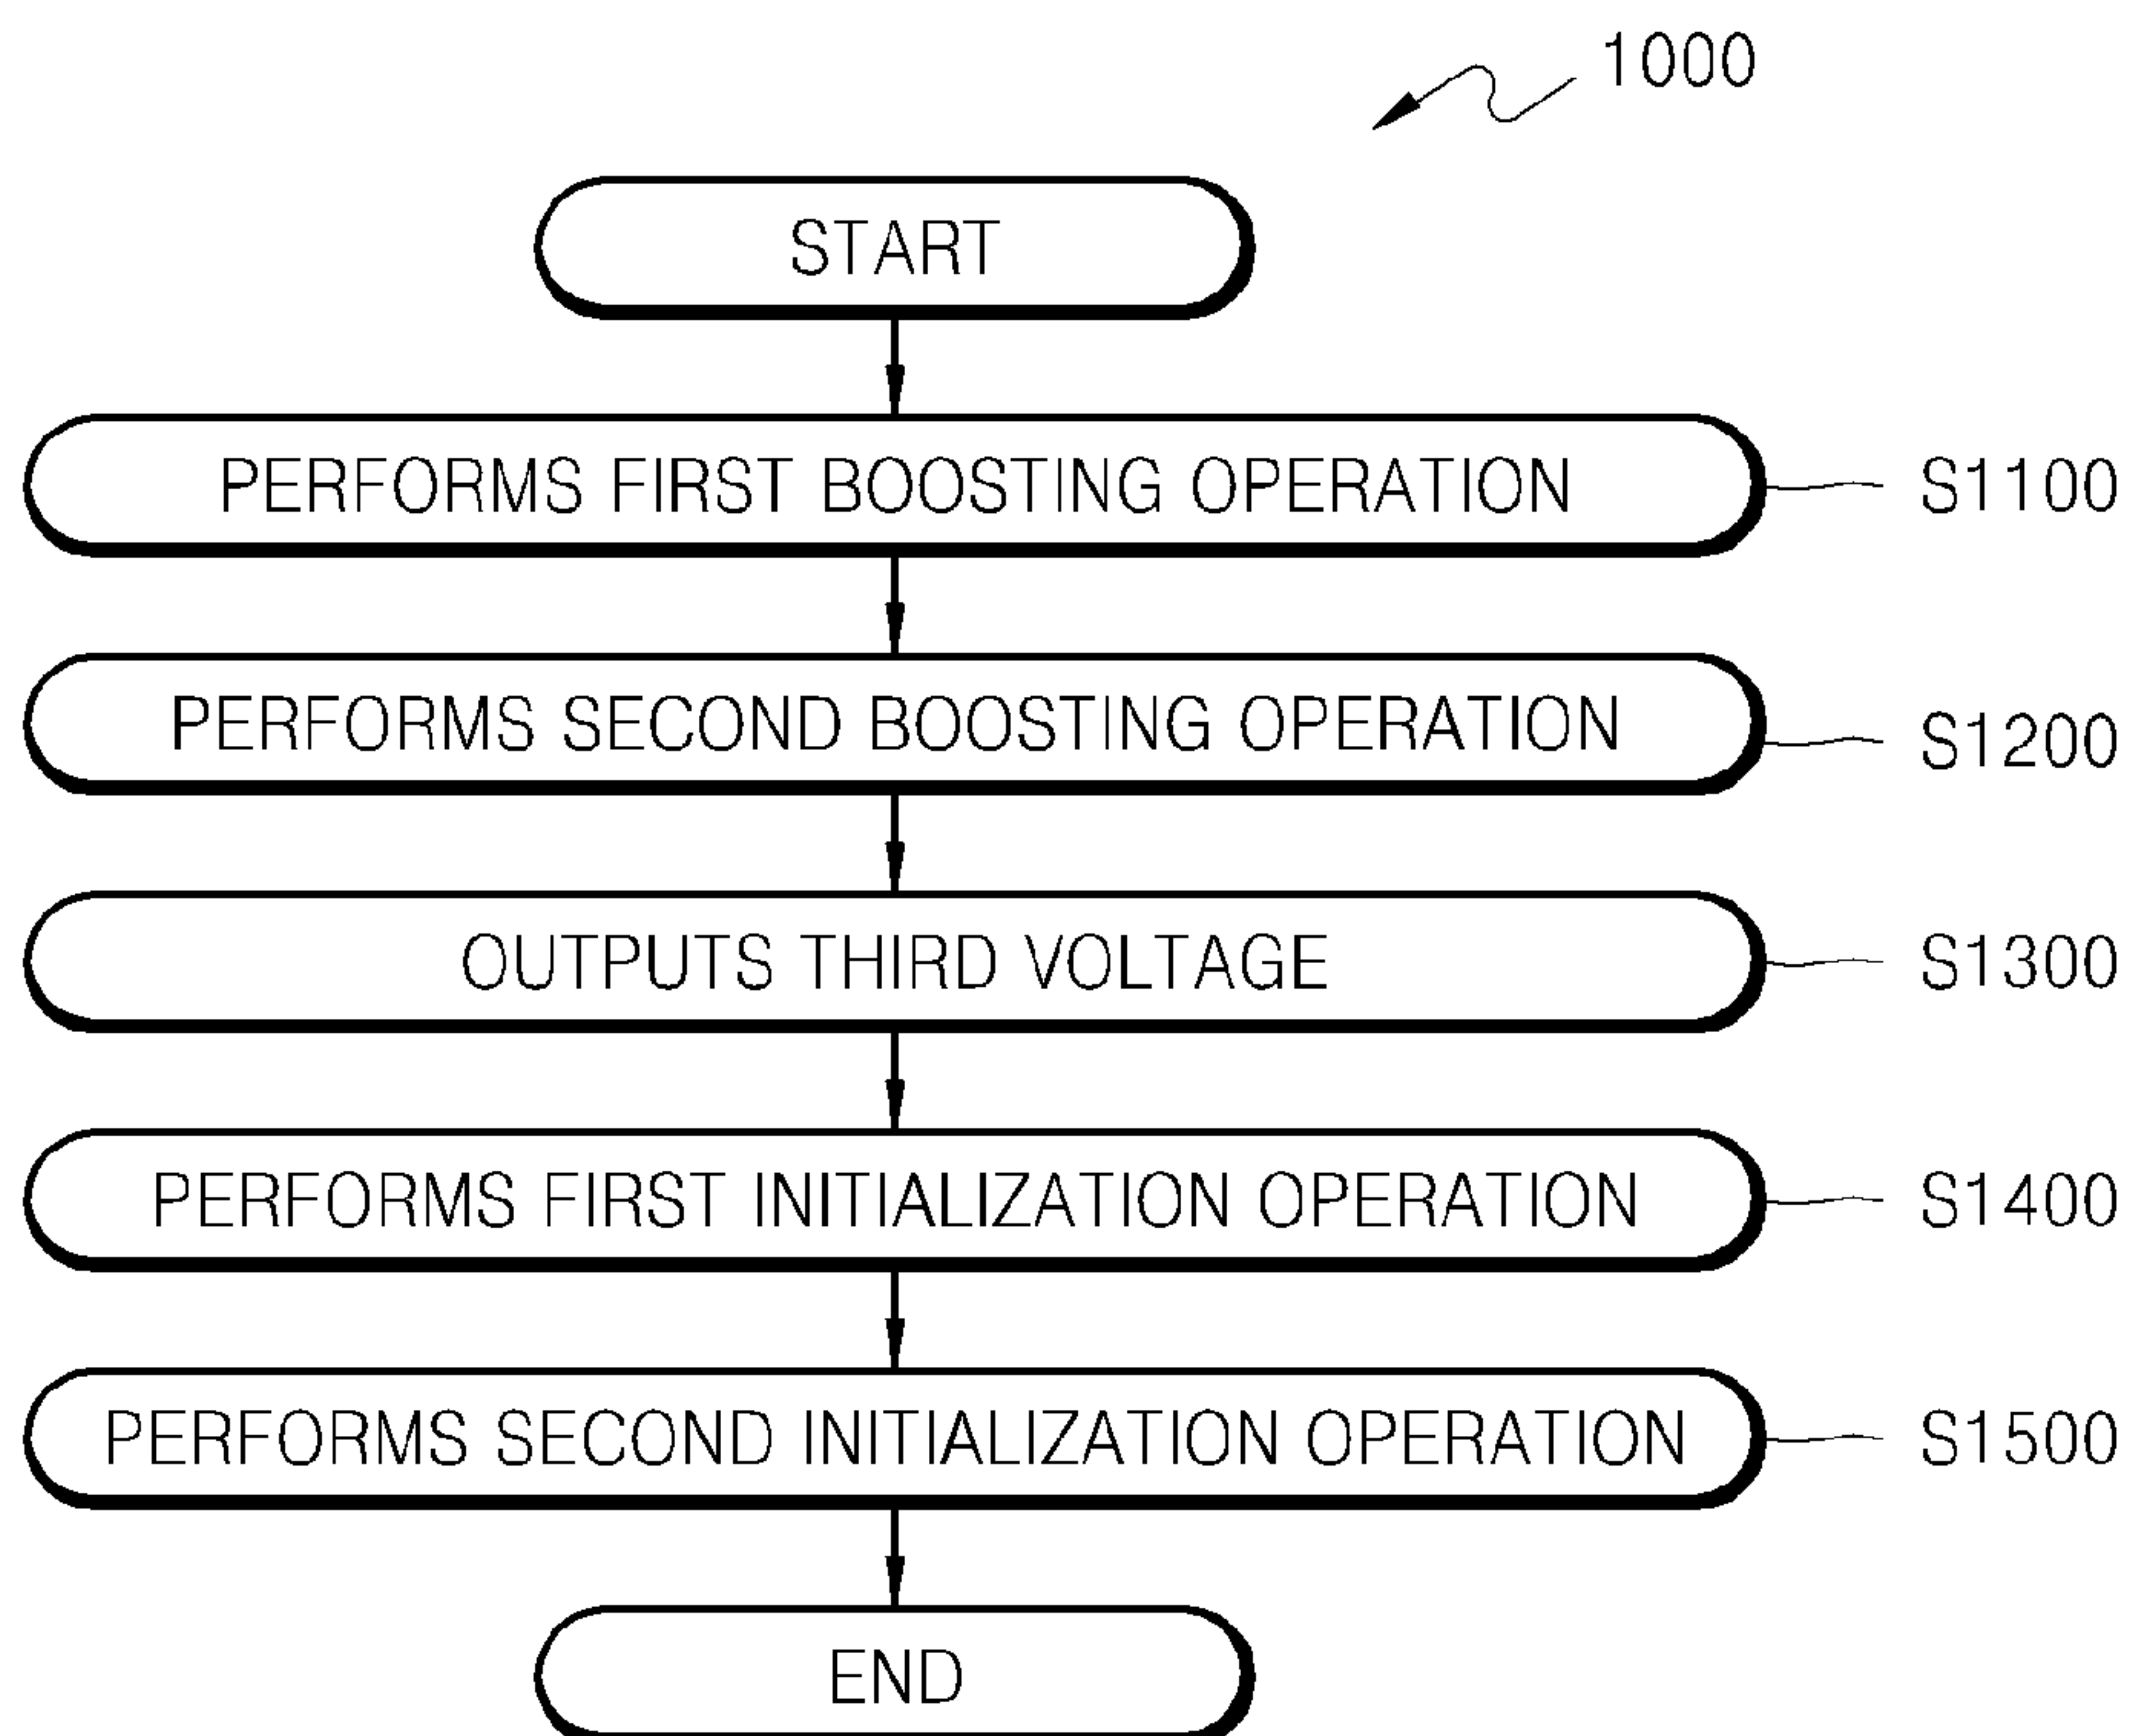 1000
START
PERFORMS FIRST BOOSTING OPERATION
S1100
PERFORMS SECOND BOOSTING OPERATION
S1200
OUTPUTS THIRD VOLTAGE
S1300
PERFORMS FIRST INITIALIZATION OPERATION
S1400
PERFORMS SECOND INITIALIZATION OPERATION
S1500
END